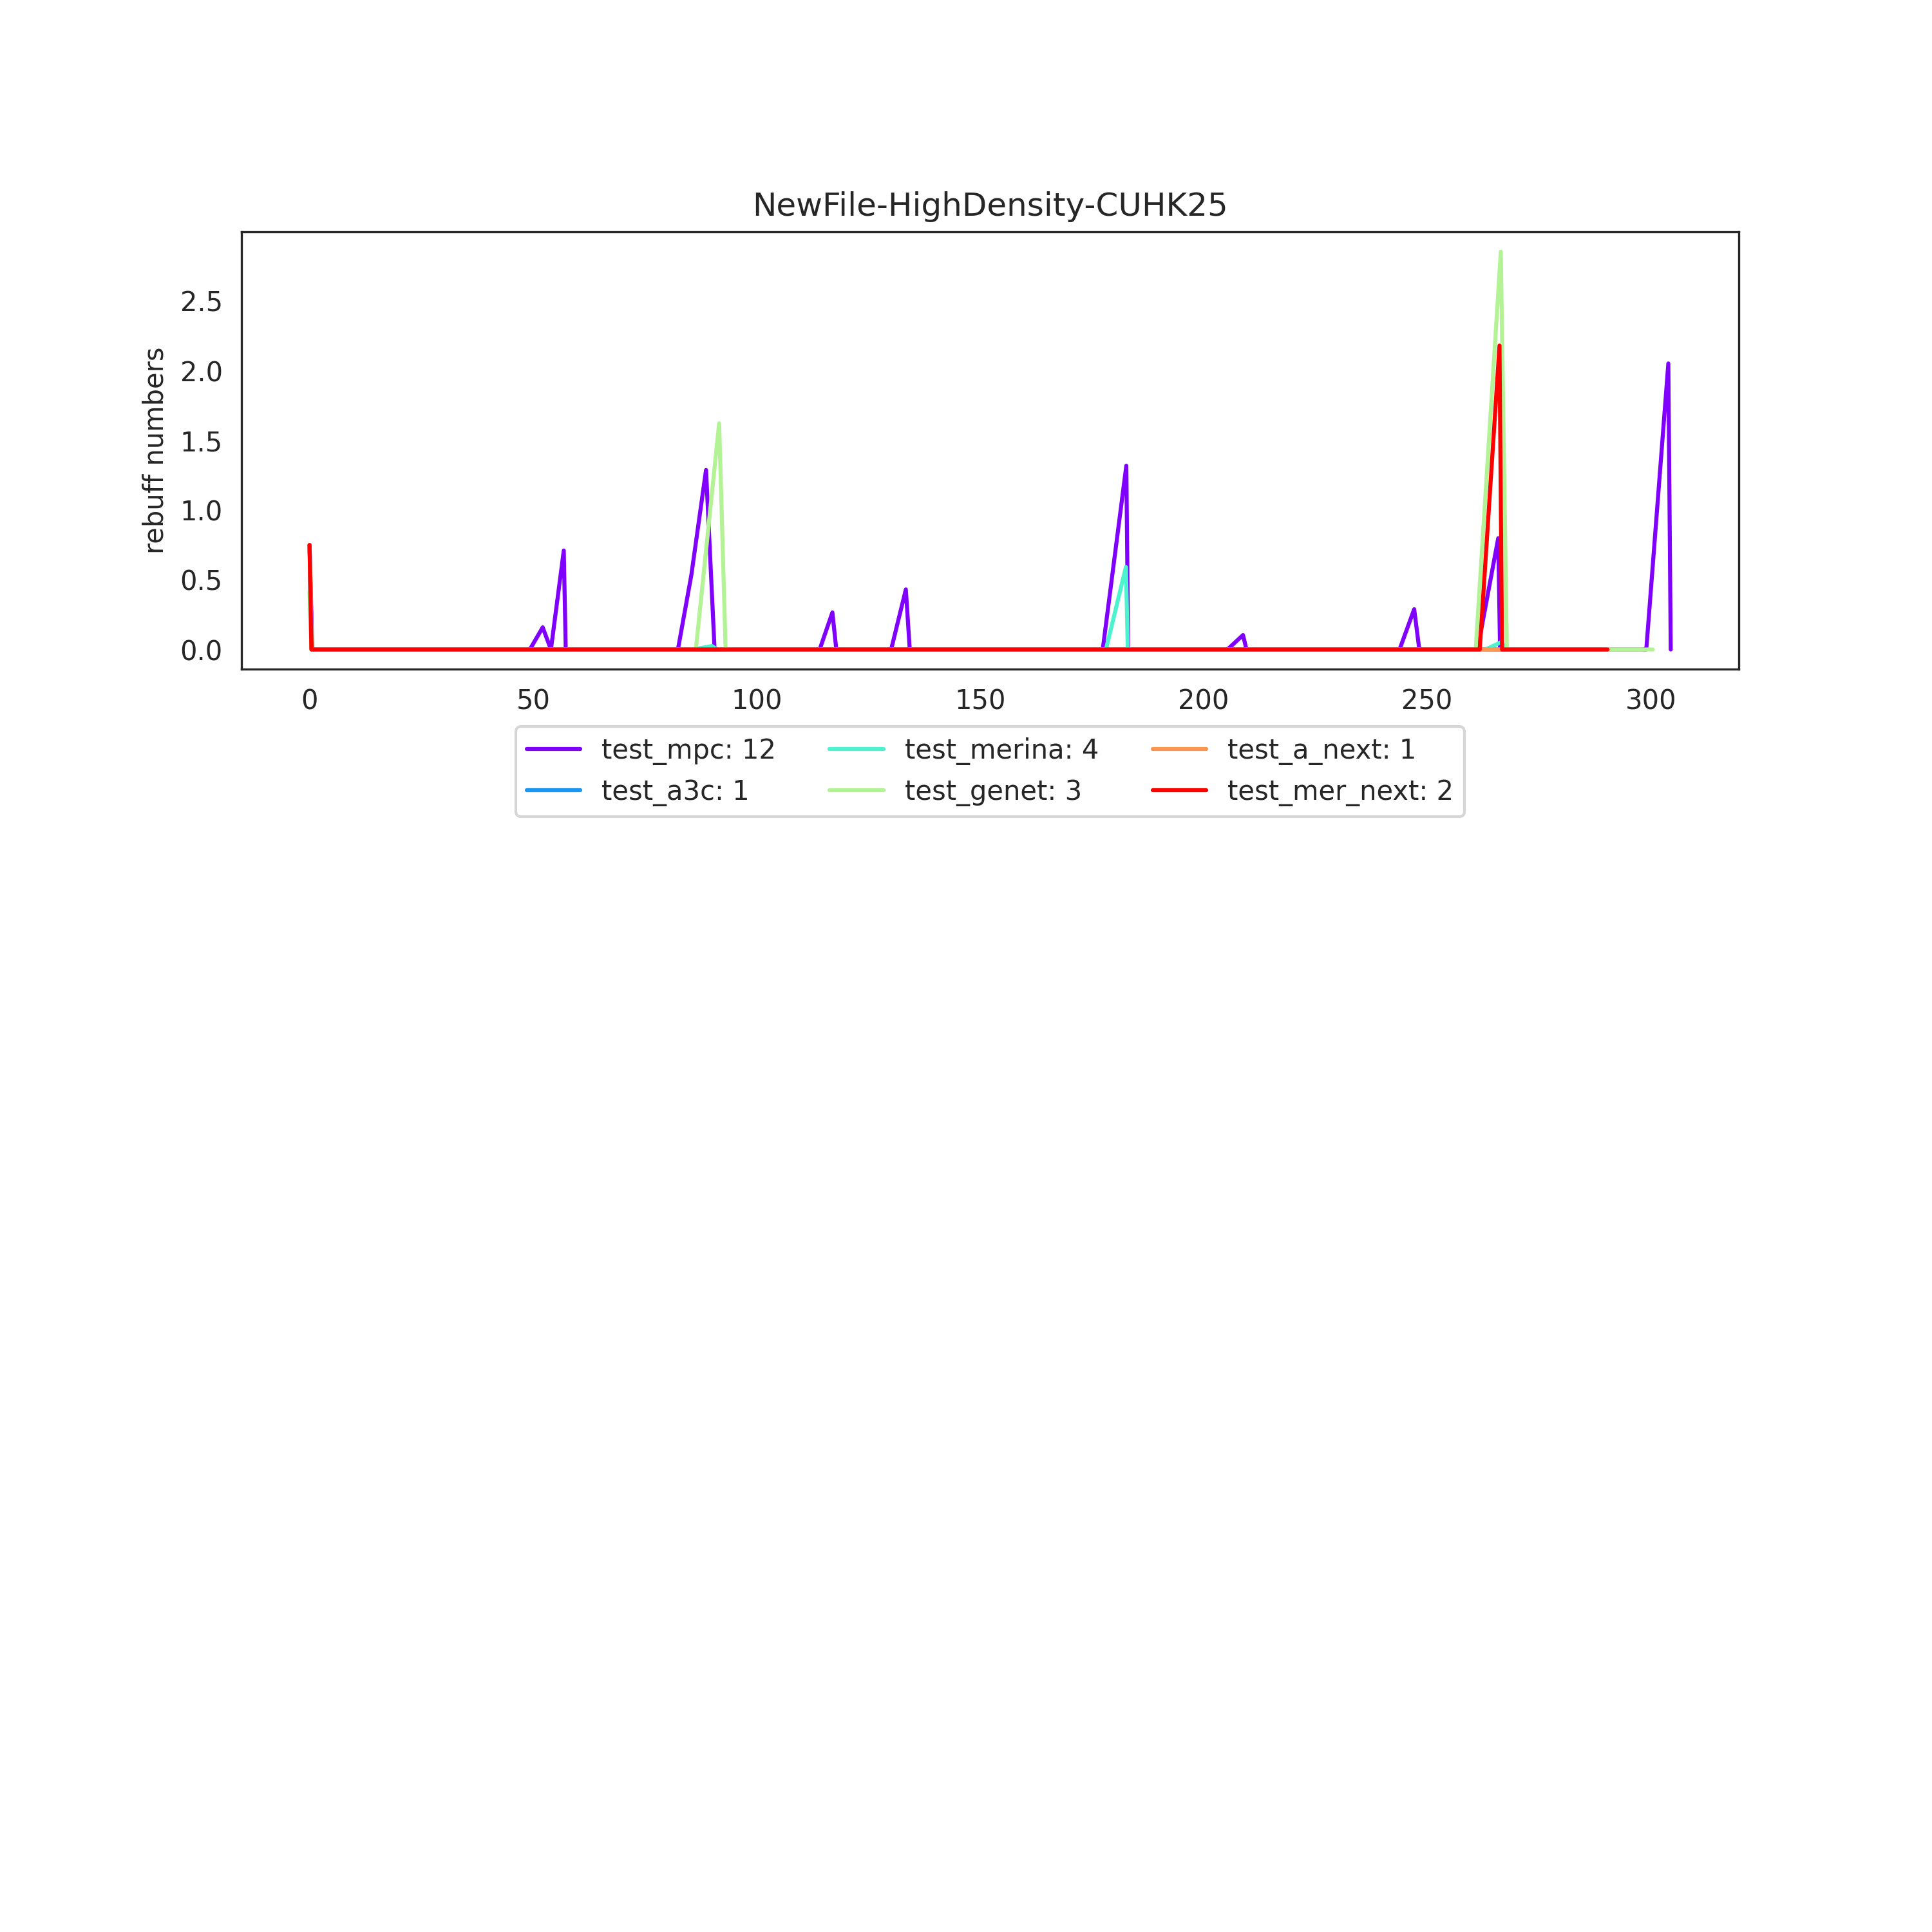 NewFile-HighDensity-CUHK25
rebuff numbers
2.5
2.0
1.5
1.0
0.5
0.0
0 50 100 150 200 250 300
test_mpc: 12 test_merina: 4 test_a_next: 1
test_a3c: 1 test_genet: 3 test_mer_next: 2